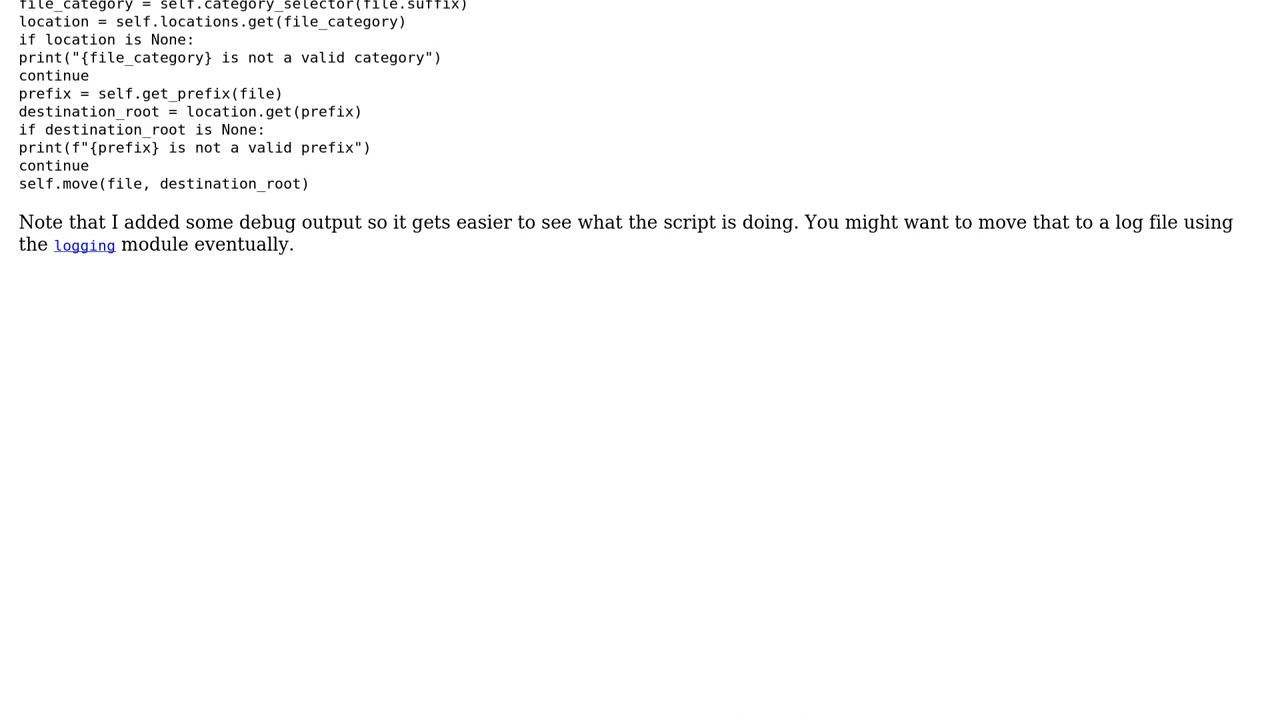 file_category = self.category_selector(file.suffix)
location = self.locations.get(file_category)
if location is None:
print("{file_category} is not a valid category")
continue
prefix = self.get_prefix(file)
destination_root = location.get(prefix)
if destination_root is None:
print(f"{prefix} is not a valid prefix")
continue
self.move(file, destination_root)
Note that I added some debug output so it gets easier to see what the script is doing. You might want to move that to a log file using
the logging module eventually.